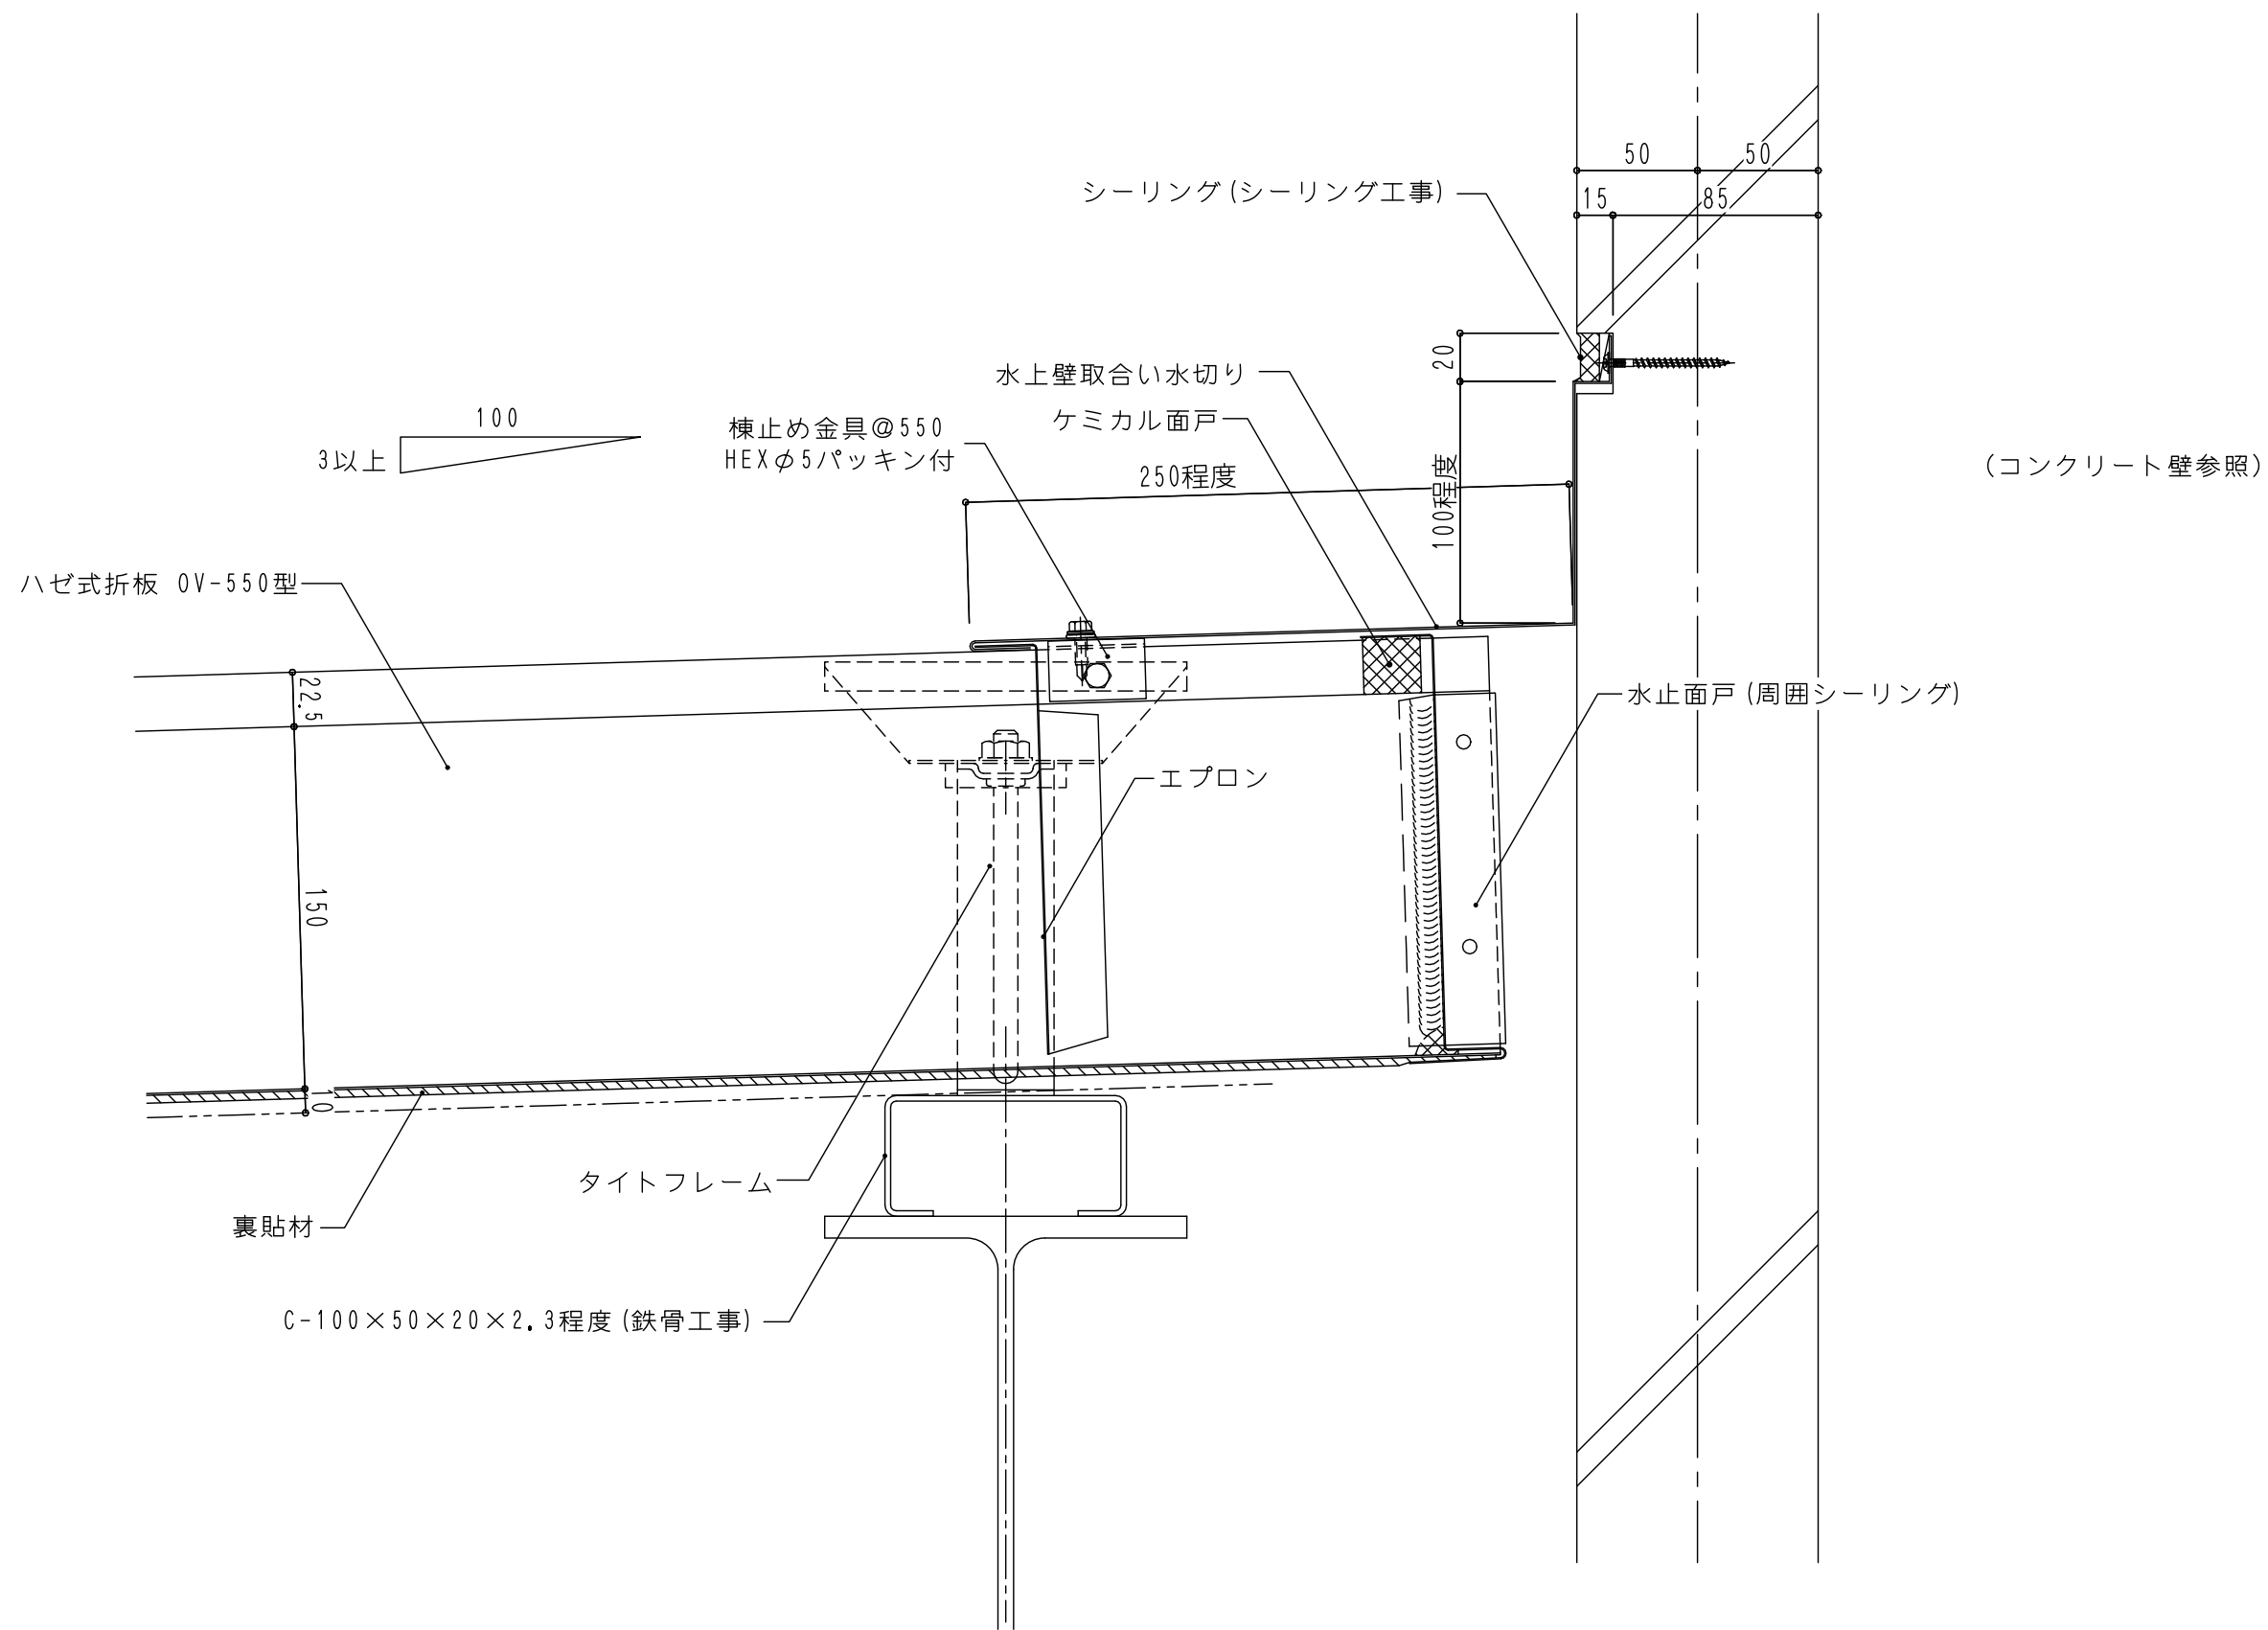 50
50
シーリング(シーリング工事)
15
85
20
水上壁取合い水切り
100
棟止め金具@550
HEXφ5パッキン付
ケミカル面戸
3以上
250程度
100程度
(コンクリート壁参照)
ハゼ式折板 OV-550型
22.5
水止面戸(周囲シーリング)
エプロン
150
10
タイトフレーム
裏貼材
C-100×50×20×2.3程度(鉄骨工事)